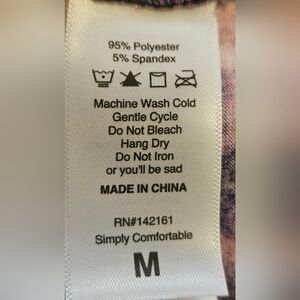 95% Polyester
5% Spandex
Machine Wash Cold
Gentle Cycle
Do Not Bleach
Hang Dry
Do Not Iron
or you'll be sad
MADE IN CHINA
RN#142161
Simply Comfortable
M